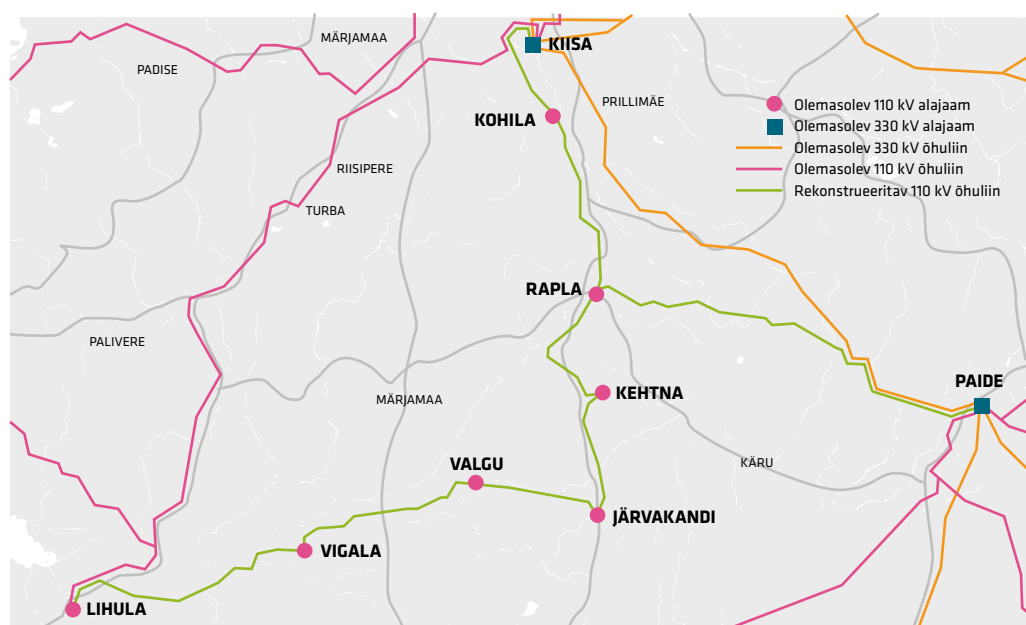 MÄRJAMAA
KIISA
PADISE
PRILLIMÄE
KOHILA
Olemasolev 110 kV alajaam
Olemasolev 330 kV alajaam
Olemasolev 330 kV õhuliin
Olemasolev 110 kV õhuliin
Rekonstrueeritav 110 kV õhuliin
RIISIPERE
TURBA
RAPLA
PALIVERE
PAIDE
KEHTNA
MÄRJAMAA
VALGU
KÄRU
JÄRVAKANDI
VIGALA
LIHULA